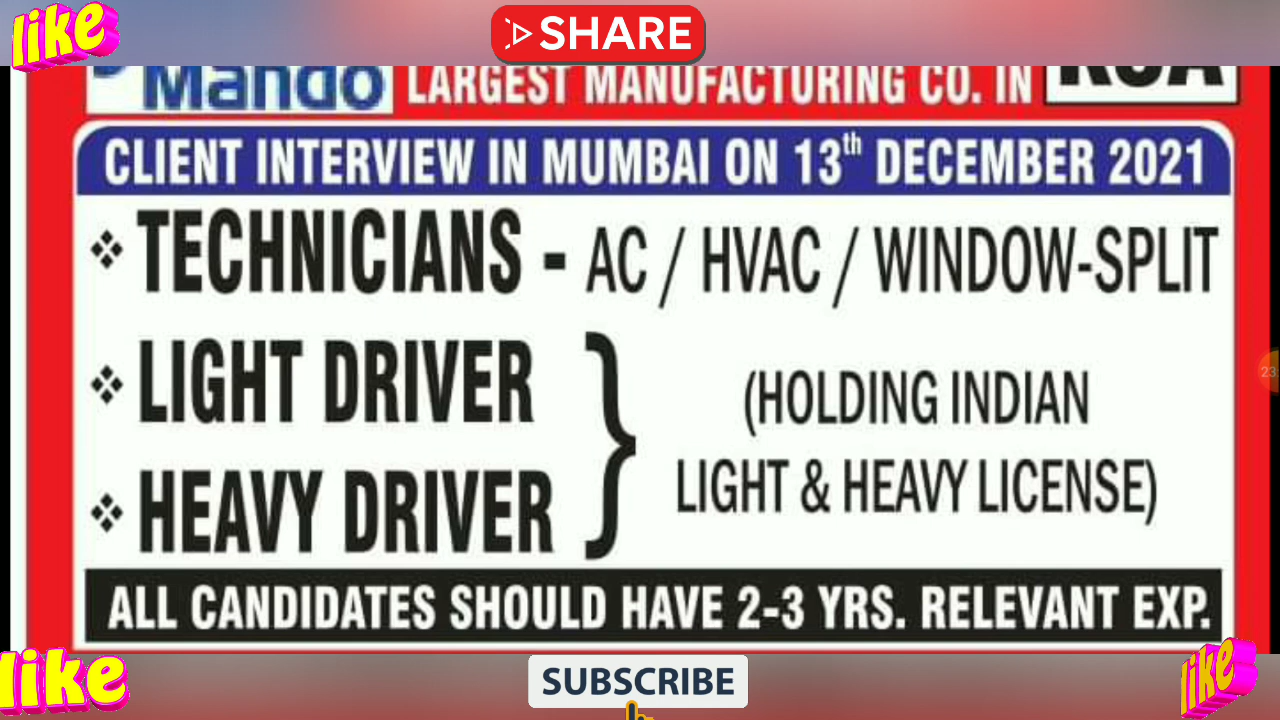 like
SHARE
Mando LARGEST MANUFACTURING CO. IN KSA
CLIENT INTERVIEW IN MUMBAI ON 13th DECEMBER 2021
❖ TECHNICIANS - AC / HVAC / WINDOW-SPLIT
❖ LIGHT DRIVER
❖ HEAVY DRIVER
(HOLDING INDIAN
LIGHT & HEAVY LICENSE)
ALL CANDIDATES SHOULD HAVE 2-3 YRS. RELEVANT EXP.
like
SUBSCRIBE
like
23